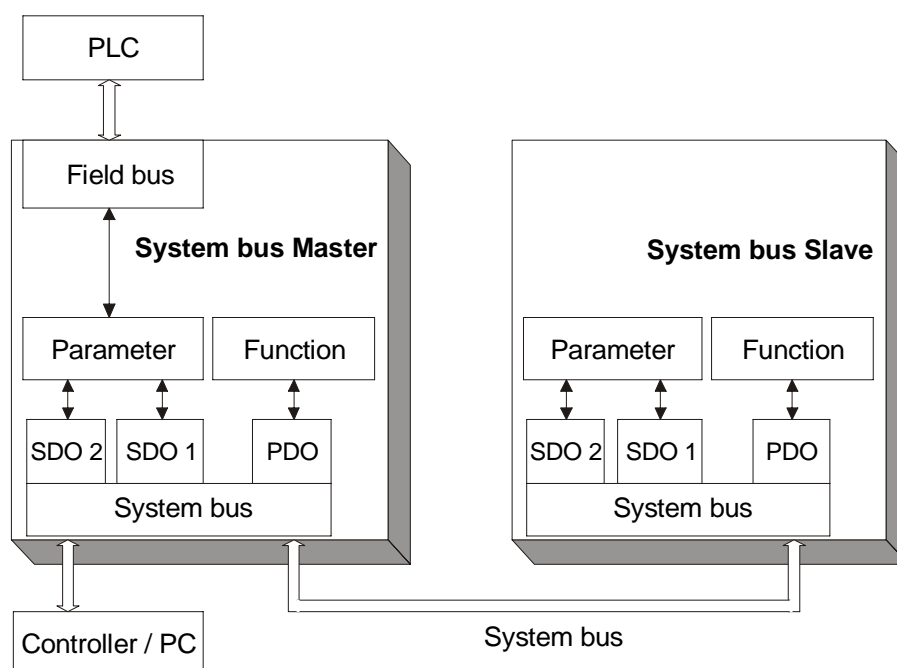 PLC
Field bus
System bus Master
System bus Slave
Parameter
Function
Parameter
Function
SDO 2
SDO 1
PDO
SDO 2
SDO 1
PDO
System bus
System bus
System bus
Controller / PC